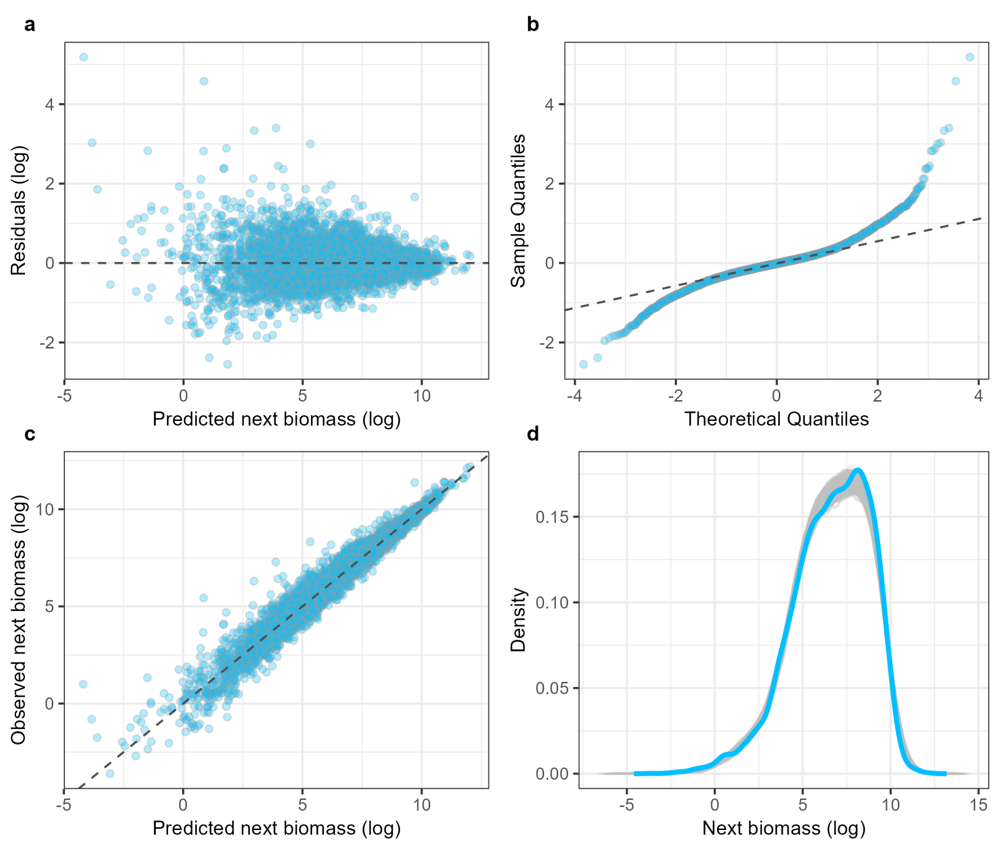 a
4
2
0
-2
-5 0 5 10
Residuals (log)
Predicted next biomass (log)
b
4
2
0
-2
-4 -2 0 2 4
Sample Quantiles
Theoretical Quantiles
c
10
5
0
-5 0 5 10
Observed next biomass (log)
Predicted next biomass (log)
d
0.15
0.10
0.05
0.00
-5 0 5 10 15
Density
Next biomass (log)